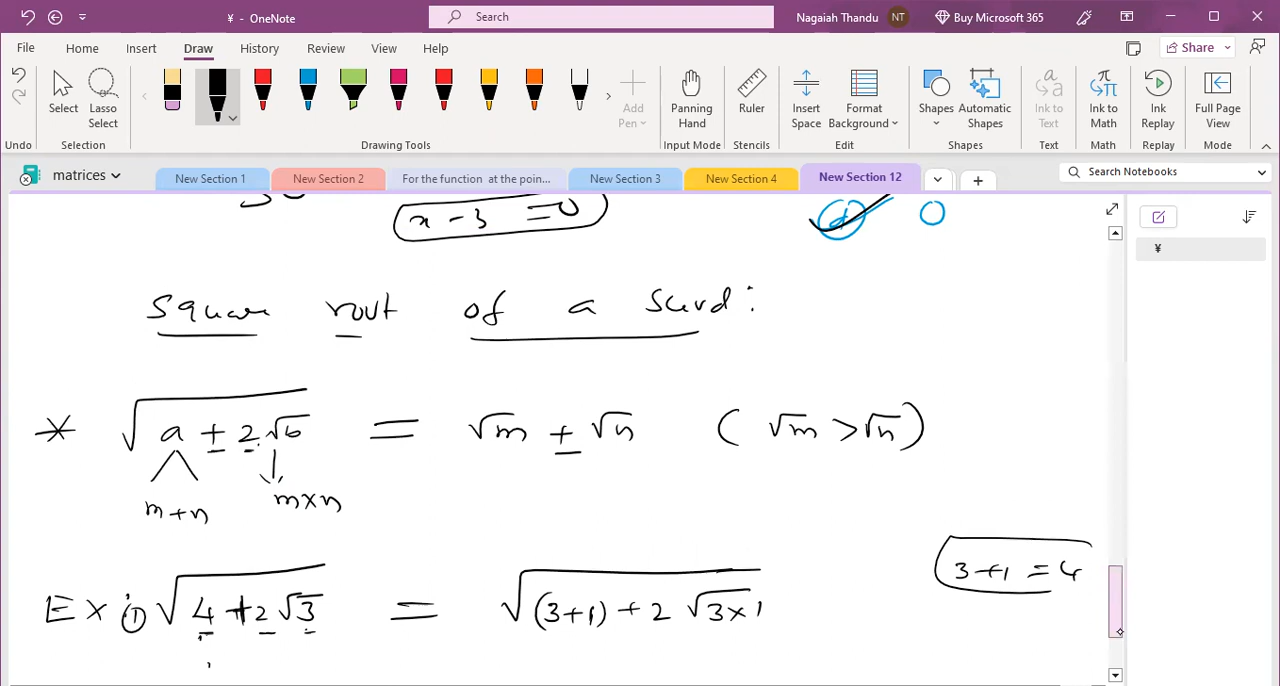 ¥ - OneNote
Search
Nagaiah Thandu NT
Buy Microsoft 365
File Home Insert Draw History Review View Help
Share
Undo
Select Lasso Select
Selection
Add Pen
Drawing Tools
Panning Hand
Input Mode
Ruler
Stencils
Insert Space Format Background
Edit
Shapes Automatic Shapes
Shapes
Ink to Text
Text
Ink to Math
Math
Ink Replay
Replay
Full Page View
Mode
matrices
New Section 1 New Section 2 For the function at the poin... New Section 3 New Section 4 New Section 12 +
Search Notebooks
¥
x - 3 = 0
d 0
square root of a surd :
* √(a ± 2√b) = √m ± √n ( √m > √n )
m+n m×n
3+1 = 4
Ex ① √(4+2√3) = √((3+1) + 2 √3×1